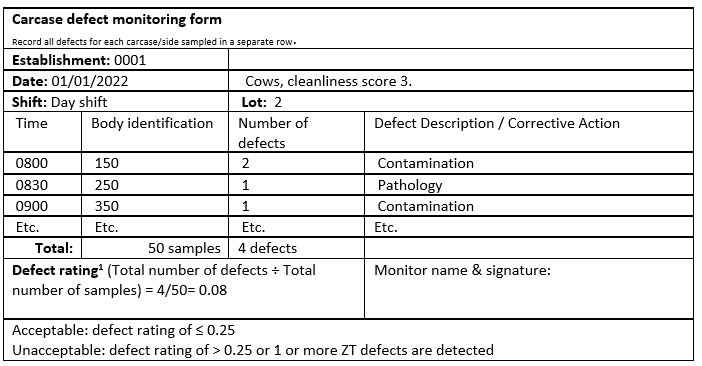 Carcase defect monitoring form
Record all defects for each carcase/side sampled in a separate row.
Establishment: 0001
Date: 01/01/2022 Cows, cleanliness score 3.
Shift: Day shift Lot: 2
Time Body identification Number of defects Defect Description / Corrective Action
0800 150 2 Contamination
0830 250 1 Pathology
0900 350 1 Contamination
Etc. Etc. Etc. Etc.
Total: 50 samples 4 defects
Defect rating¹ (Total number of defects ÷ Total
number of samples) = 4/50= 0.08
Monitor name & signature:
Acceptable: defect rating of ≤ 0.25
Unacceptable: defect rating of > 0.25 or 1 or more ZT defects are detected